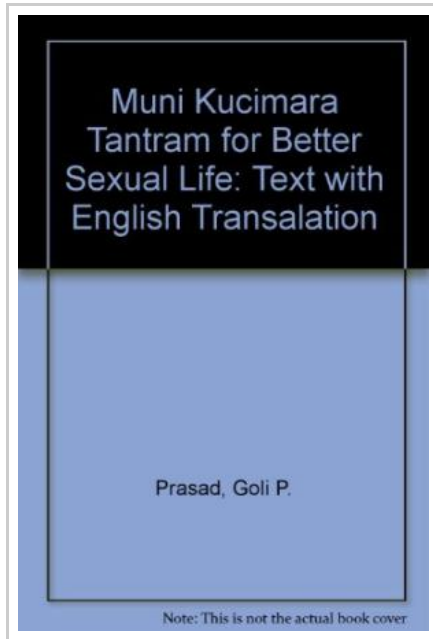 Muni Kucimara
Tantram for Better
Sexual Life: Text with
English Transalation
Prasad, Goli P.
Note: This is not the actual book cover